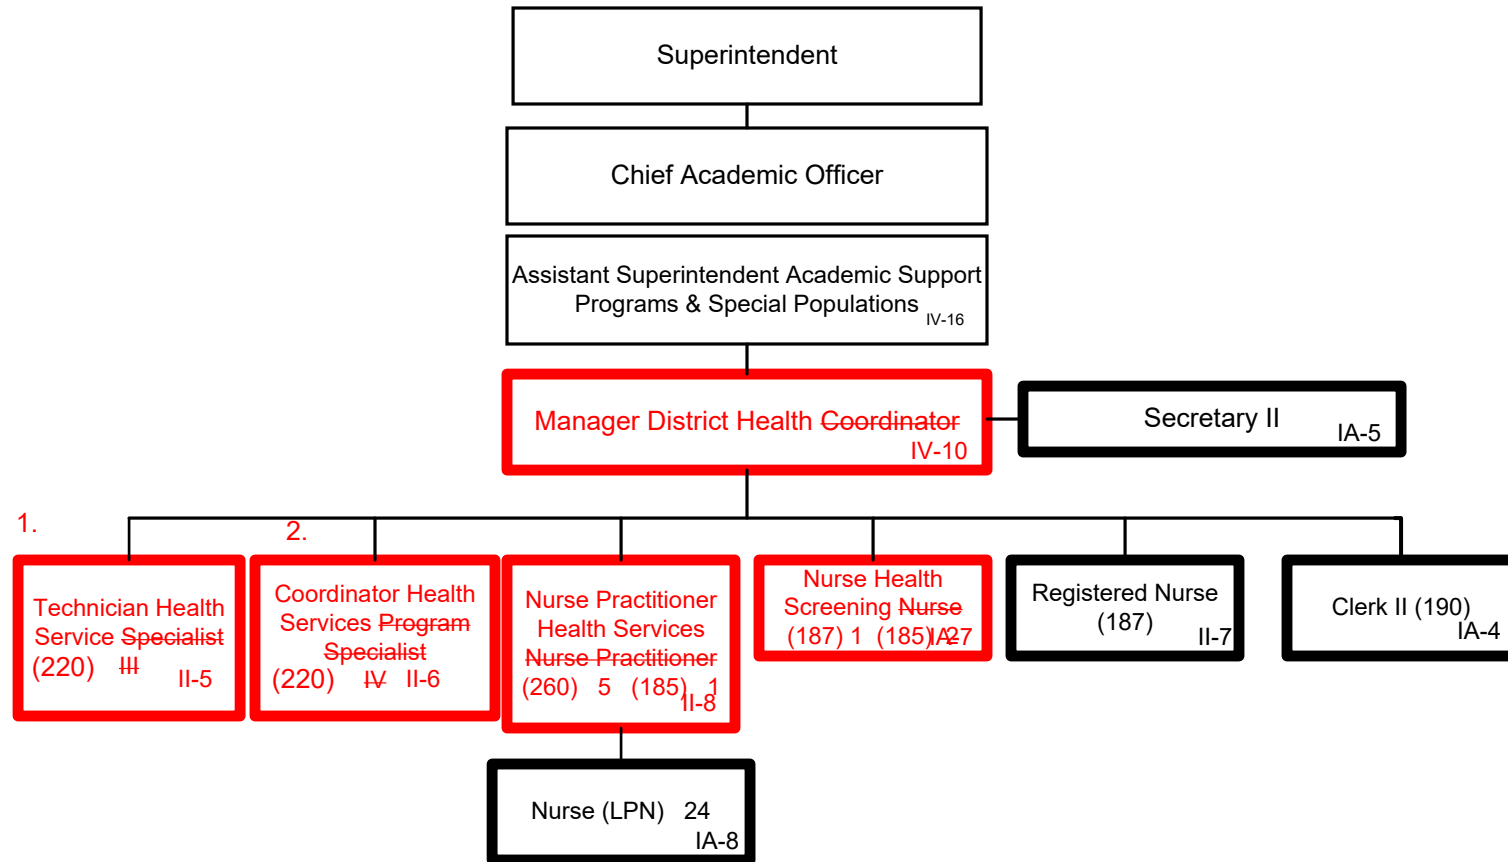 Superintendent
Chief Academic Officer
Assistant Superintendent Academic Support
Programs & Special Populations
IV-16
Manager District Health Coordinator
IV-10
Secretary II
IA-5
1.
2.
Technician Health
Service Specialist
(220) III
II-5
Coordinator Health
Services Program
Specialist
(220) IV II-6
Nurse Practitioner
Health Services
Nurse Practitioner
(260) 5 (185) 1
II-8
Nurse Health
Screening Nurse
(187) 1 (185) 2
IA-7
Registered Nurse
(187)
II-7
Clerk II (190)
IA-4
Nurse (LPN) 24
IA-8